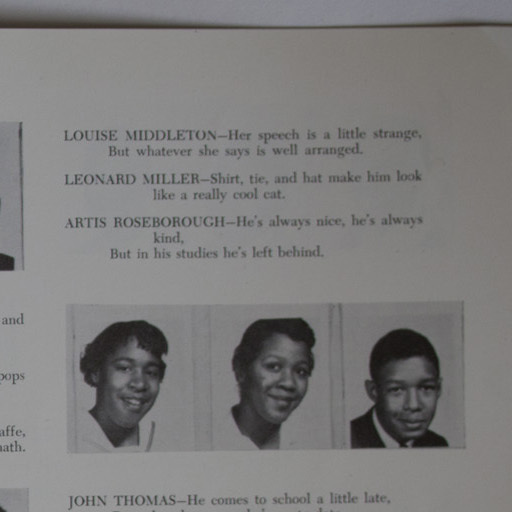 LOUISE MIDDLETON—Her speech is a little strange,
But whatever she says is well arranged.
LEONARD MILLER—Shirt, tie, and hat make him look
like a really cool cat.
ARTIS ROSEBOROUGH—He's always nice, he's always
kind,
But in his studies he's left behind.
and
pops
affe,
ath.
JOHN THOMAS—He comes to school a little late,